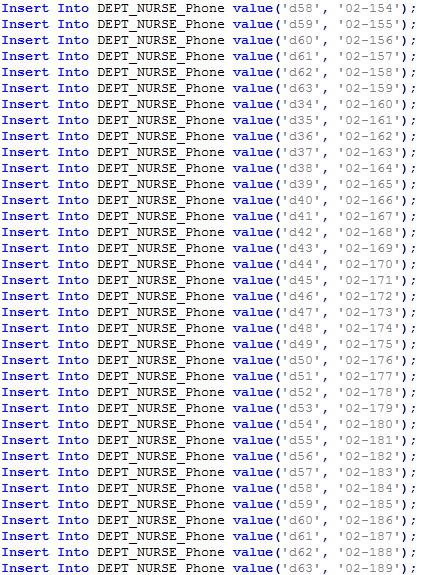 Insert Into DEPT_NURSE_Phone value('d58', '02-154');
Insert Into DEPT_NURSE_Phone value('d59', '02-155');
Insert Into DEPT_NURSE_Phone value('d60', '02-156');
Insert Into DEPT_NURSE_Phone value('d61', '02-157');
Insert Into DEPT_NURSE_Phone value('d62', '02-158');
Insert Into DEPT_NURSE_Phone value('d63', '02-159');
Insert Into DEPT_NURSE_Phone value('d34', '02-160');
Insert Into DEPT_NURSE_Phone value('d35', '02-161');
Insert Into DEPT_NURSE_Phone value('d36', '02-162');
Insert Into DEPT_NURSE_Phone value('d37', '02-163');
Insert Into DEPT_NURSE_Phone value('d38', '02-164');
Insert Into DEPT_NURSE_Phone value('d39', '02-165');
Insert Into DEPT_NURSE_Phone value('d40', '02-166');
Insert Into DEPT_NURSE_Phone value('d41', '02-167');
Insert Into DEPT_NURSE_Phone value('d42', '02-168');
Insert Into DEPT_NURSE_Phone value('d43', '02-169');
Insert Into DEPT_NURSE_Phone value('d44', '02-170');
Insert Into DEPT_NURSE_Phone value('d45', '02-171');
Insert Into DEPT_NURSE_Phone value('d46', '02-172');
Insert Into DEPT_NURSE_Phone value('d47', '02-173');
Insert Into DEPT_NURSE_Phone value('d48', '02-174');
Insert Into DEPT_NURSE_Phone value('d49', '02-175');
Insert Into DEPT_NURSE_Phone value('d50', '02-176');
Insert Into DEPT_NURSE_Phone value('d51', '02-177');
Insert Into DEPT_NURSE_Phone value('d52', '02-178');
Insert Into DEPT_NURSE_Phone value('d53', '02-179');
Insert Into DEPT_NURSE_Phone value('d54', '02-180');
Insert Into DEPT_NURSE_Phone value('d55', '02-181');
Insert Into DEPT_NURSE_Phone value('d56', '02-182');
Insert Into DEPT_NURSE_Phone value('d57', '02-183');
Insert Into DEPT_NURSE_Phone value('d58', '02-184');
Insert Into DEPT_NURSE_Phone value('d59', '02-185');
Insert Into DEPT_NURSE_Phone value('d60', '02-186');
Insert Into DEPT_NURSE_Phone value('d61', '02-187');
Insert Into DEPT_NURSE_Phone value('d62', '02-188');
Insert Into DEPT_NURSE_Phone value('d63', '02-189');